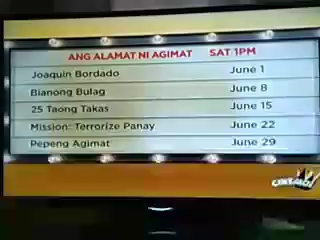 ANG ALAMAT NI AGIMAT SAT 1PM
Joaquin Bordado June 1
Bianong Bulag June 8
25 Taong Takas June 15
Mission: Terrorize Panay June 22
Pepeng Agimat June 29
CINEMO!